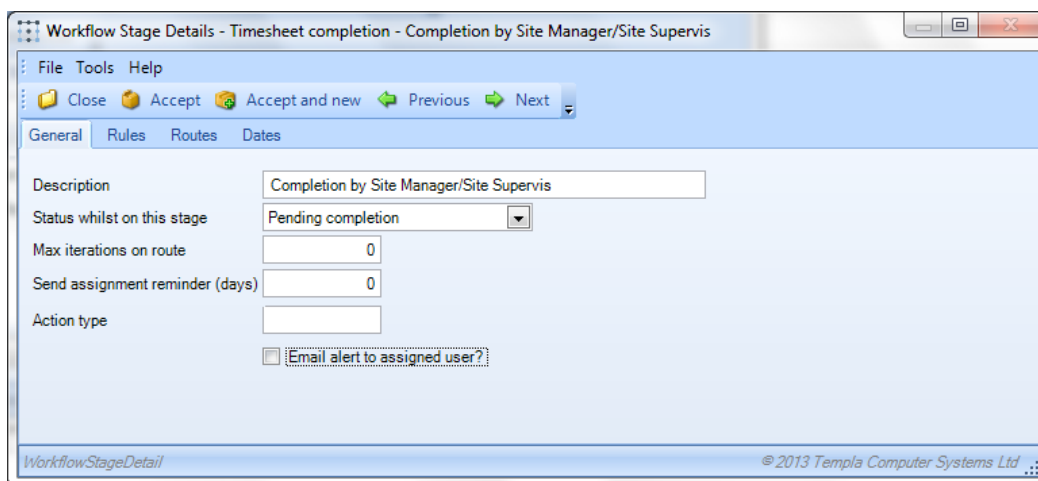 Workflow Stage Details - Timesheet completion - Completion by Site Manager/Site Supervis
File Tools Help
Close Accept Accept and new Previous Next
General Rules Routes Dates
Description Completion by Site Manager/Site Supervis
Status whilst on this stage Pending completion
Max iterations on route 0
Send assignment reminder (days) 0
Action type
Email alert to assigned user?
WorkflowStageDetail © 2013 Templa Computer Systems Ltd